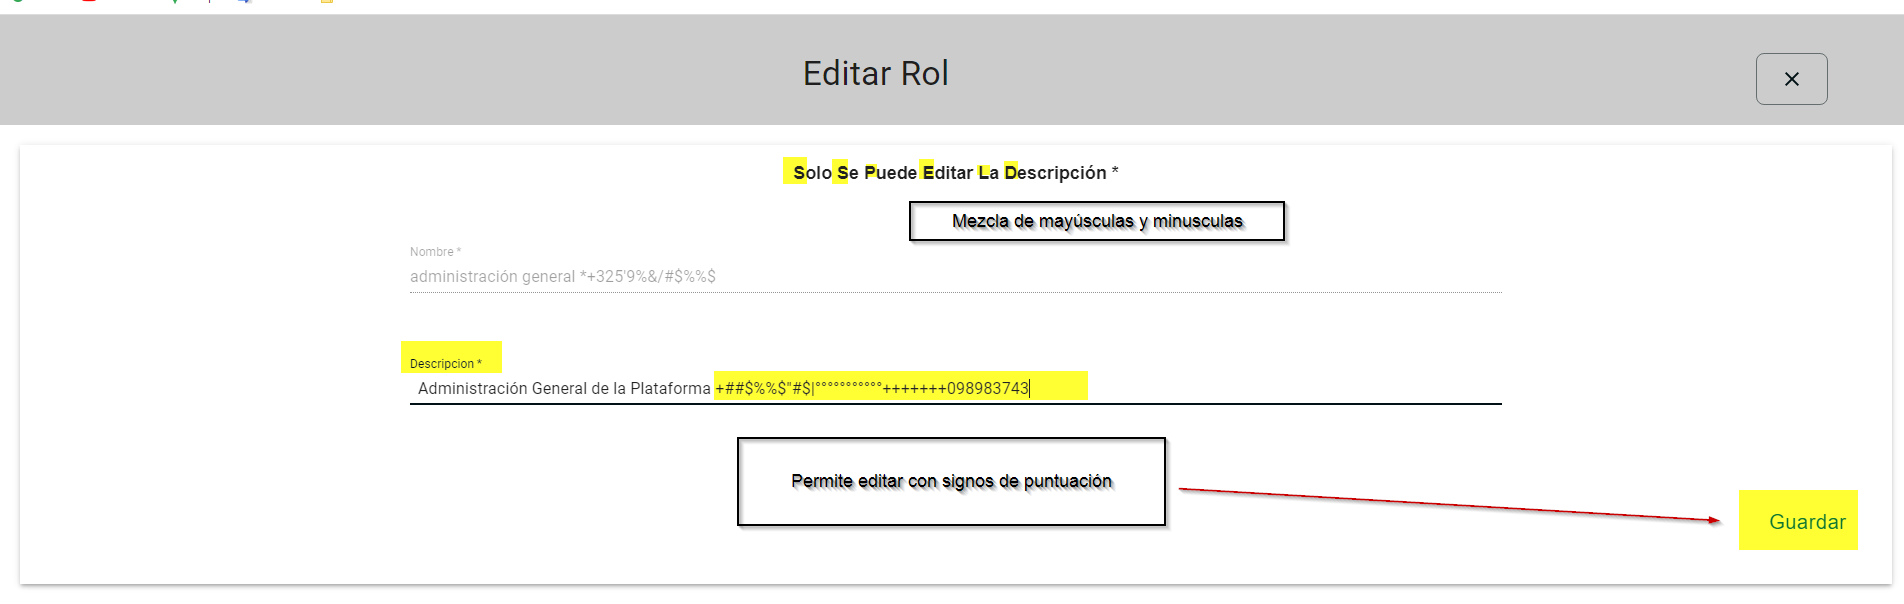 Editar Rol
Solo Se Puede Editar La Descripción *
Mezcla de mayúsculas y minusculas
Nombre *
administración general *+325'9%&/#$%%$
Descripcion *
Administración General de la Plataforma +##$%%$"#$|°°°°°°°°°°°+++++++098983743
Permite editar con signos de puntuación
Guardar